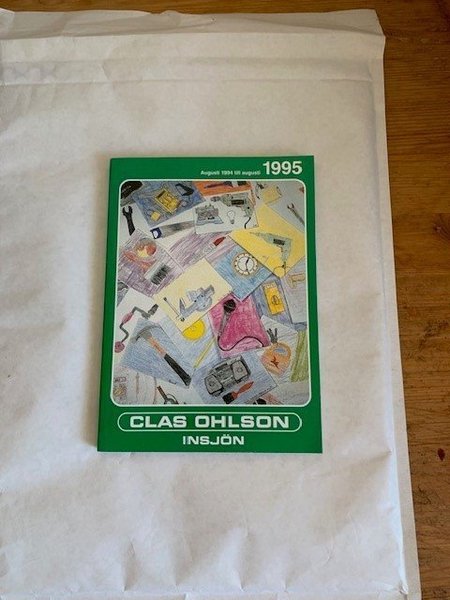 Augusti 1994 till augusti 1995
CLAS OHLSON
INSJÖN